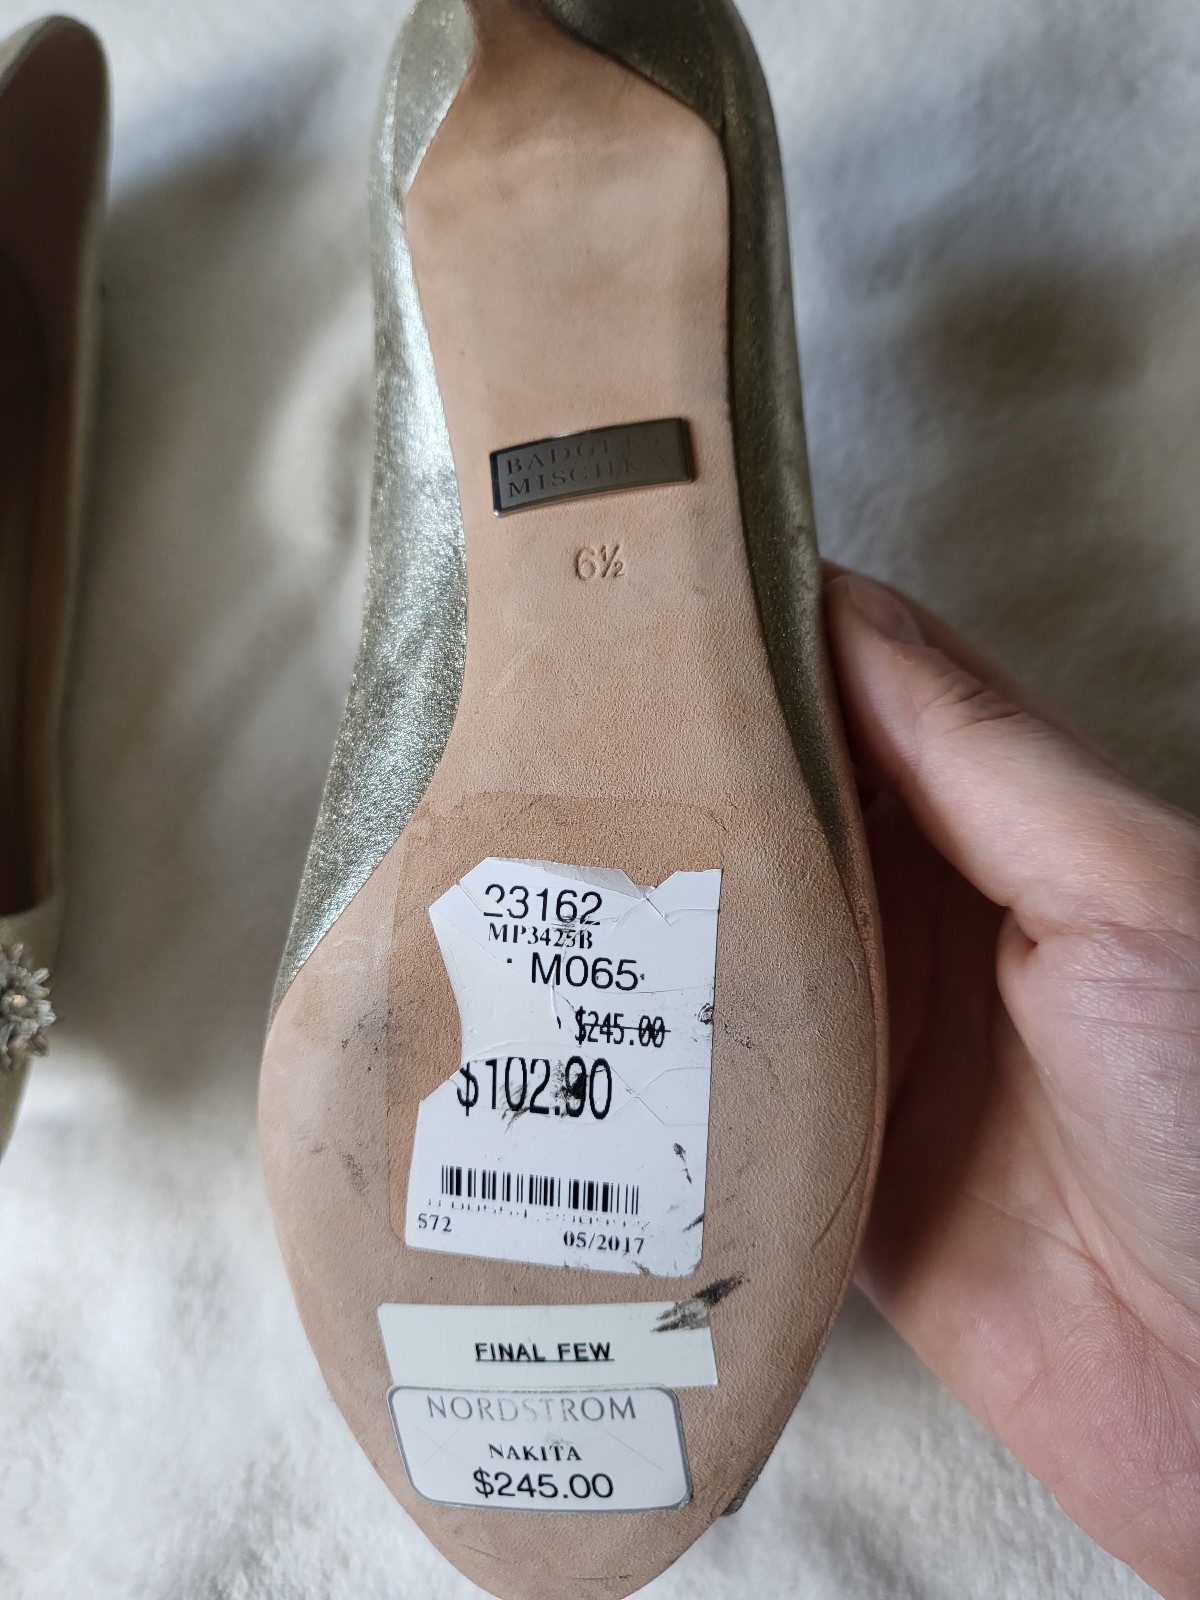 BADGLEY
MISCHKA
6½
23162
MP3425B
M065
$245.00
$102.90
572
05/2017
FINAL FEW
NORDSTROM
NAKITA
$245.00